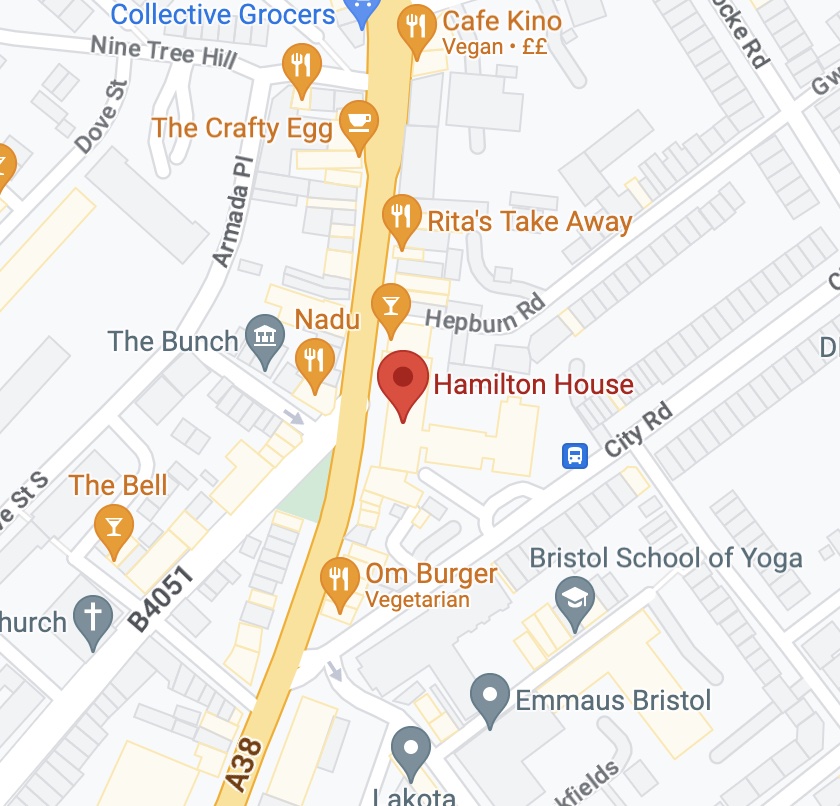 Collective Grocers
Cafe Kino
Vegan • ££
ocke Rd
Nine Tree Hill
Gw
Dove St
The Crafty Egg
Armada Pl
Rita's Take Away
Hepburn Rd
Nadu
The Bunch
Hamilton House
City Rd
The Bell
ve St S
Bristol School of Yoga
Om Burger
Vegetarian
B4051
hurch
Emmaus Bristol
A38
Lakota
kfields